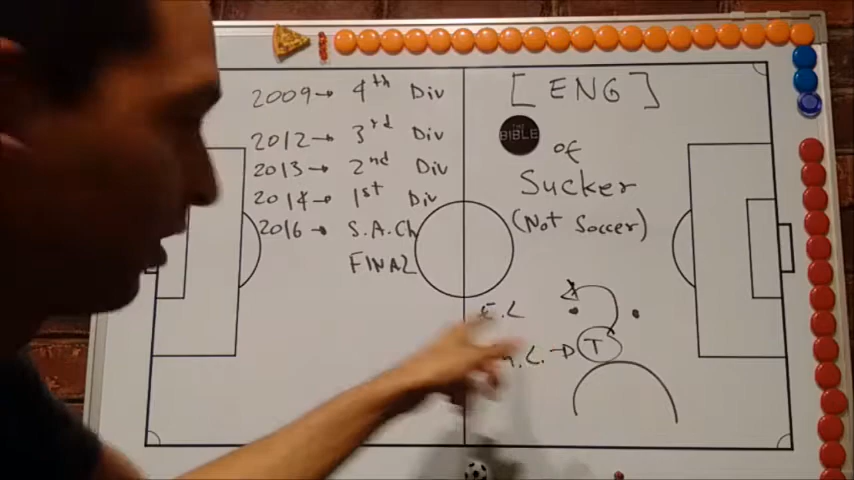 2009→ 4th Div
2012→ 3rd Div
2013→ 2nd Div
2014→ 1st Div
2016→ S.A.Ch
FINAL
[ENG]
THE BIBLE
of
Sucker
(Not Soccer)
E.C
.C.
T